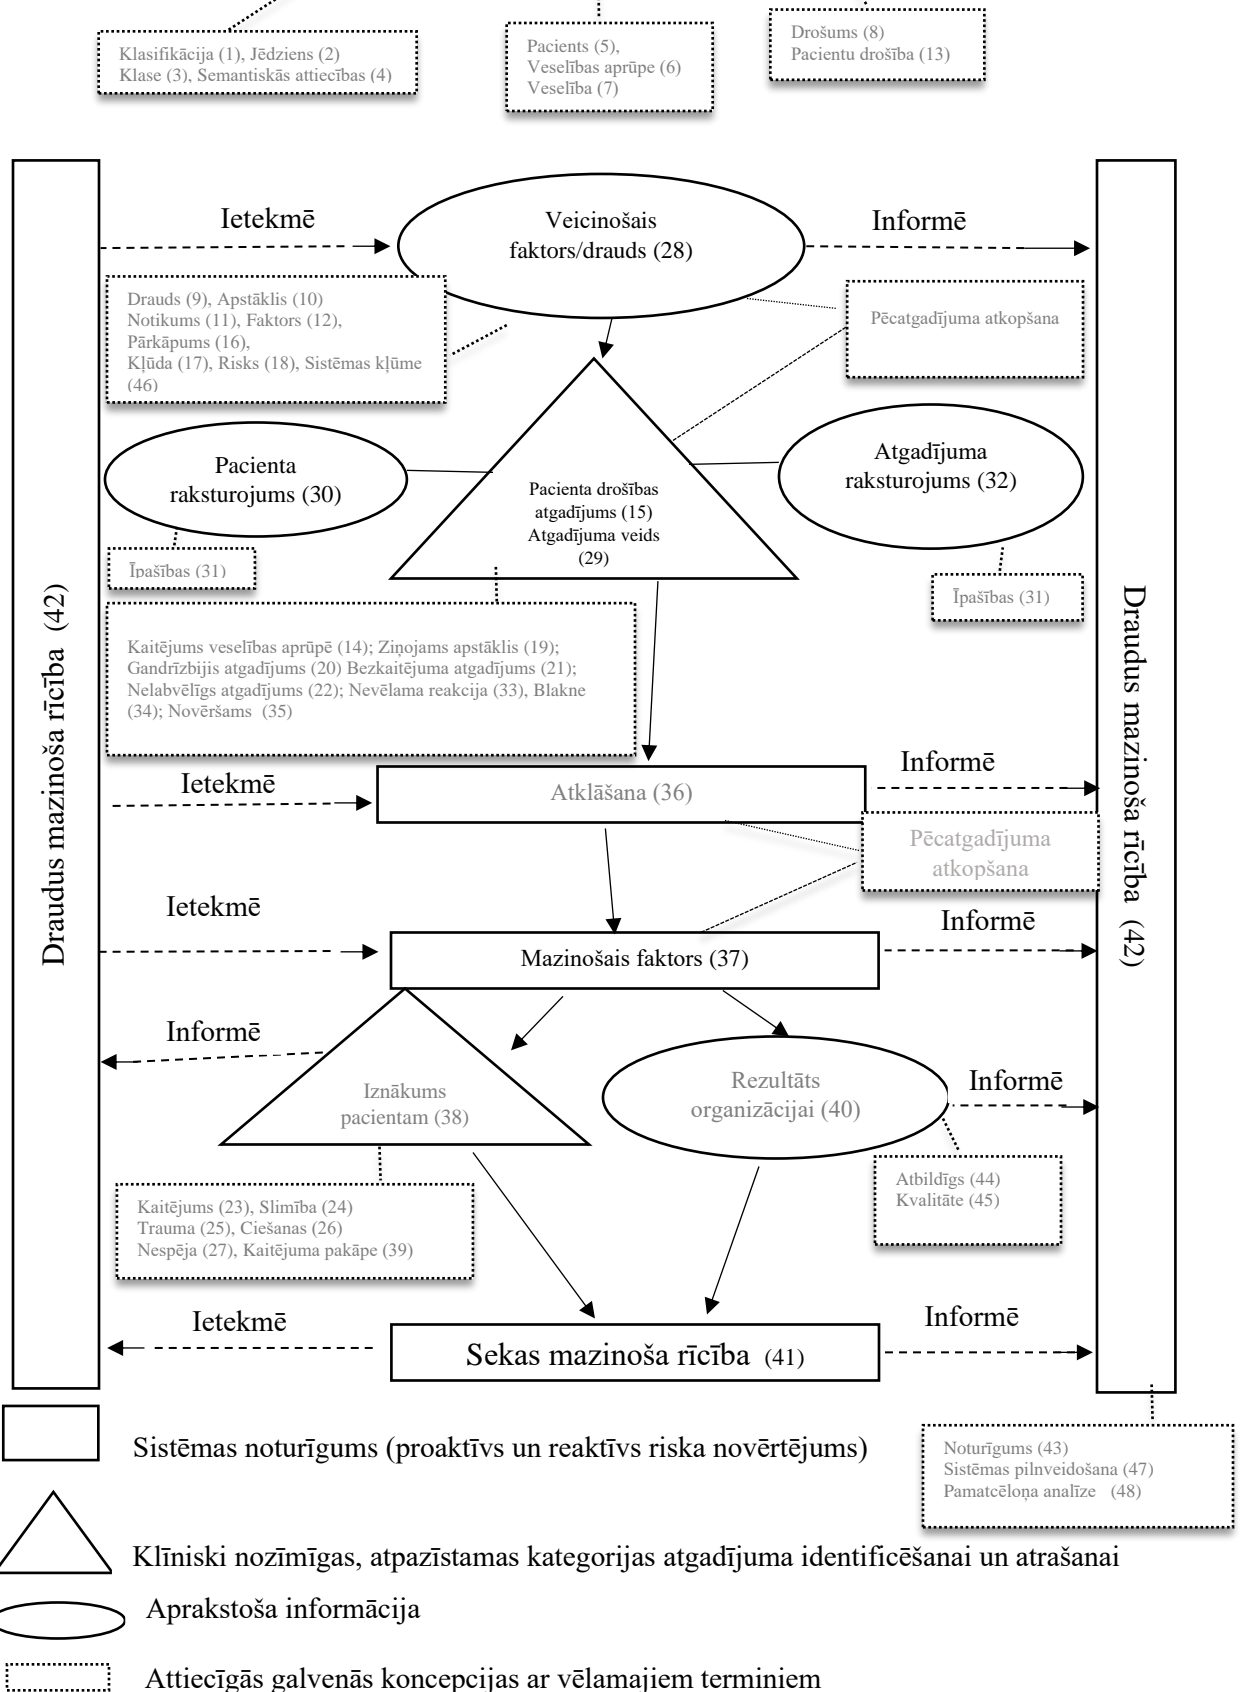 Klasifikācija (1), Jēdziens (2)
Klase (3), Semantiskās attiecības (4)
Pacients (5),
Veselības aprūpe (6)
Veselība (7)
Drošums (8)
Pacientu drošība (13)
Draudus mazinoša rīcība (42)
Ietekmē
Veicinošais
faktors/drauds (28)
Informē
Draudus mazinoša rīcība (42)
Drauds (9), Apstāklis (10)
Notikums (11), Faktors (12),
Pārkāpums (16),
Kļūda (17), Risks (18), Sistēmas kļūme
(46)
Pēcatgadījuma atkopšana
Pacienta
raksturojums (30)
Pacienta drošības
atgadījums (15)
Atgadījuma veids
(29)
Atgadījuma
raksturojums (32)
Īpašības (31)
Īpašības (31)
Kaitējums veselības aprūpē (14); Ziņojams apstāklis (19);
Gandrīzbijis atgadījums (20) Bezkaitējuma atgadījums (21);
Nelabvēlīgs atgadījums (22); Nevēlama reakcija (33), Blakne
(34); Novēršams (35)
Ietekmē
Atklāšana (36)
Informē
Pēcatgadījuma
atkopšana
Ietekmē
Mazinošais faktors (37)
Informē
Informē
Iznākums
pacientam (38)
Rezultāts
organizācijai (40)
Informē
Kaitējums (23), Slimība (24)
Trauma (25), Ciešanas (26)
Nespēja (27), Kaitējuma pakāpe (39)
Atbildīgs (44)
Kvalitāte (45)
Ietekmē
Sekas mazinoša rīcība (41)
Informē
Sistēmas noturīgums (proaktīvs un reaktīvs riska novērtējums)
Noturīgums (43)
Sistēmas pilnveidošana (47)
Pamatcēloņa analīze (48)
Klīniski nozīmīgas, atpazīstamas kategorijas atgadījuma identificēšanai un atrašanai
Aprakstoša informācija
Attiecīgās galvenās koncepcijas ar vēlamajiem terminiem